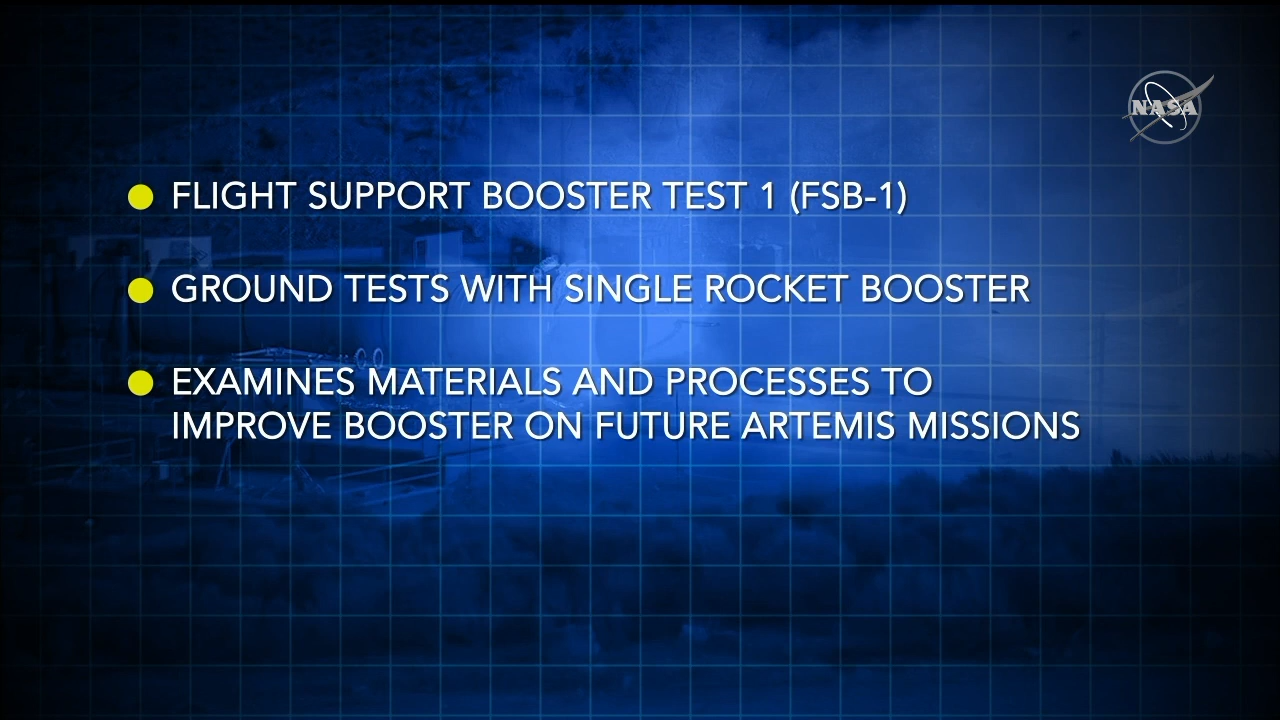 NASA
FLIGHT SUPPORT BOOSTER TEST 1 (FSB-1)
GROUND TESTS WITH SINGLE ROCKET BOOSTER
EXAMINES MATERIALS AND PROCESSES TO
IMPROVE BOOSTER ON FUTURE ARTEMIS MISSIONS